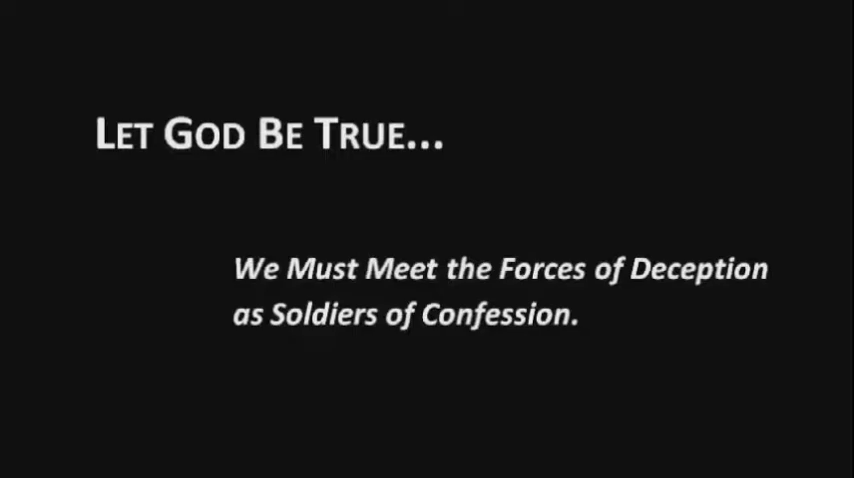 LET GOD BE TRUE...
We Must Meet the Forces of Deception
as Soldiers of Confession.